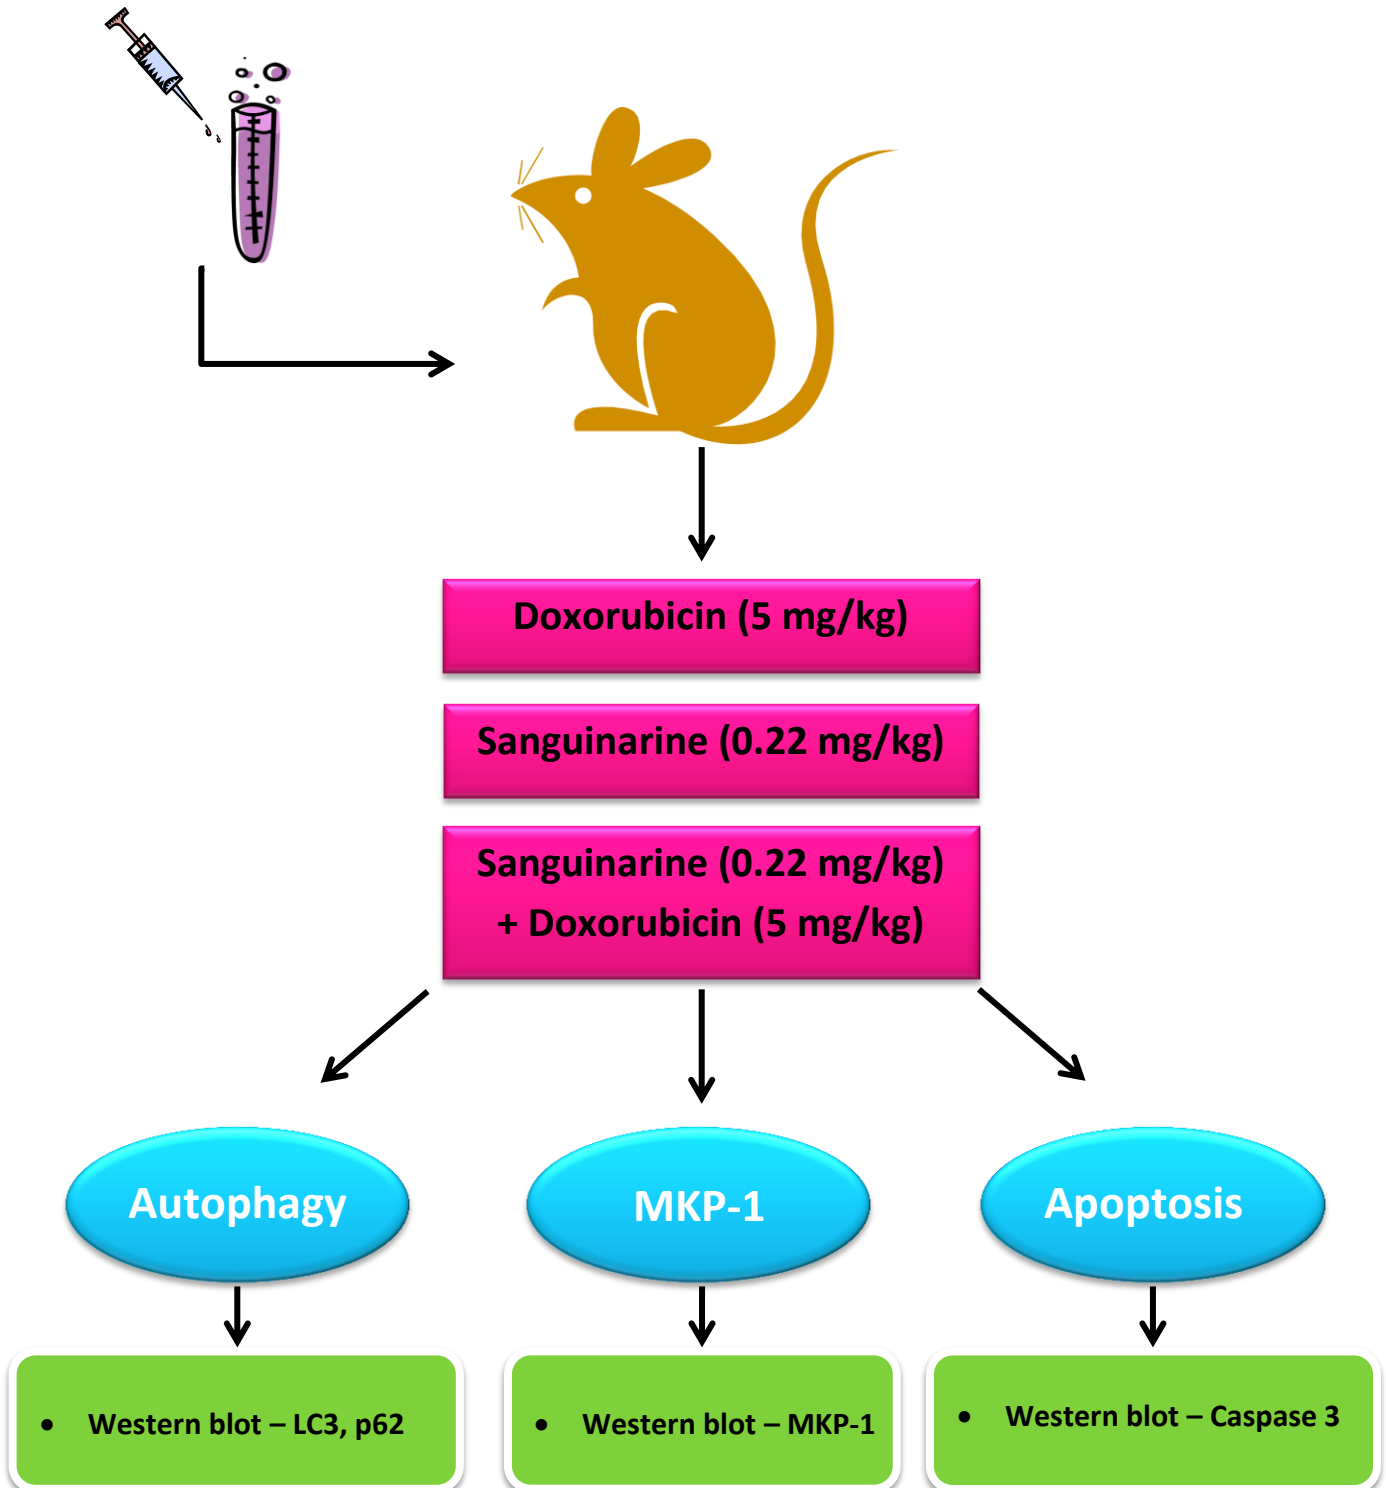 Doxorubicin (5 mg/kg)
Sanguinarine (0.22 mg/kg)
Sanguinarine (0.22 mg/kg)
+ Doxorubicin (5 mg/kg)
Autophagy
MKP-1
Apoptosis
• Western blot – LC3, p62
• Western blot – MKP-1
• Western blot – Caspase 3